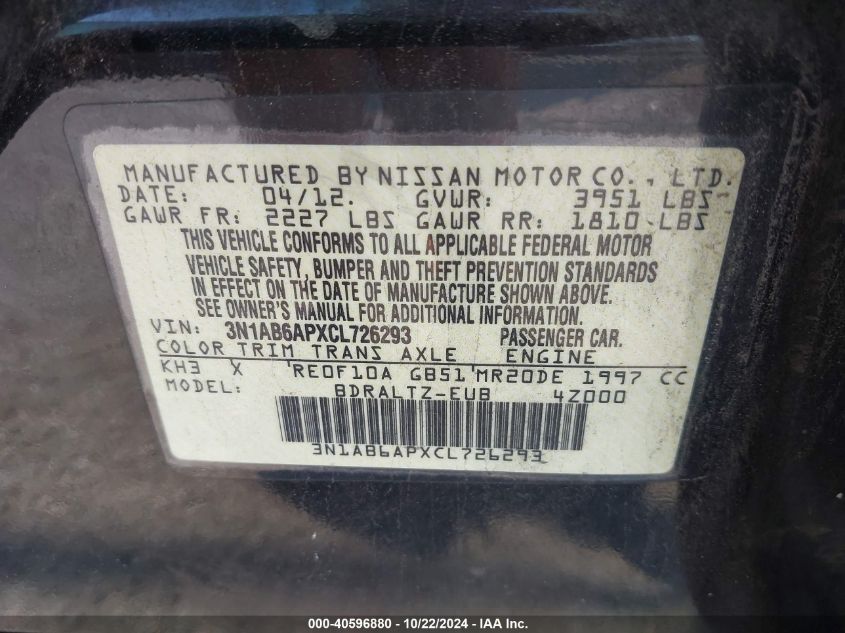 MANUFACTURED BY NISSAN MOTOR CO., LTD.
DATE: 04/12. GVWR: 3951 LBS
GAWR FR: 2227 LBS GAWR RR: 1810 LBS
THIS VEHICLE CONFORMS TO ALL APPLICABLE FEDERAL MOTOR
VEHICLE SAFETY, BUMPER AND THEFT PREVENTION STANDARDS
IN EFFECT ON THE DATE OF MANUFACTURE SHOWN ABOVE.
SEE OWNER'S MANUAL FOR ADDITIONAL INFORMATION.
VIN: 3N1AB6APXCL726293 PASSENGER CAR.
COLOR TRIM TRANS AXLE ENGINE
KH3 X RE0F10A GB51 MR20DE 1997 CC
MODEL: BDRALTZ-EUB 4Z000
3N1AB6APXCL726293
000-40596880 - 10/22/2024 - IAA Inc.